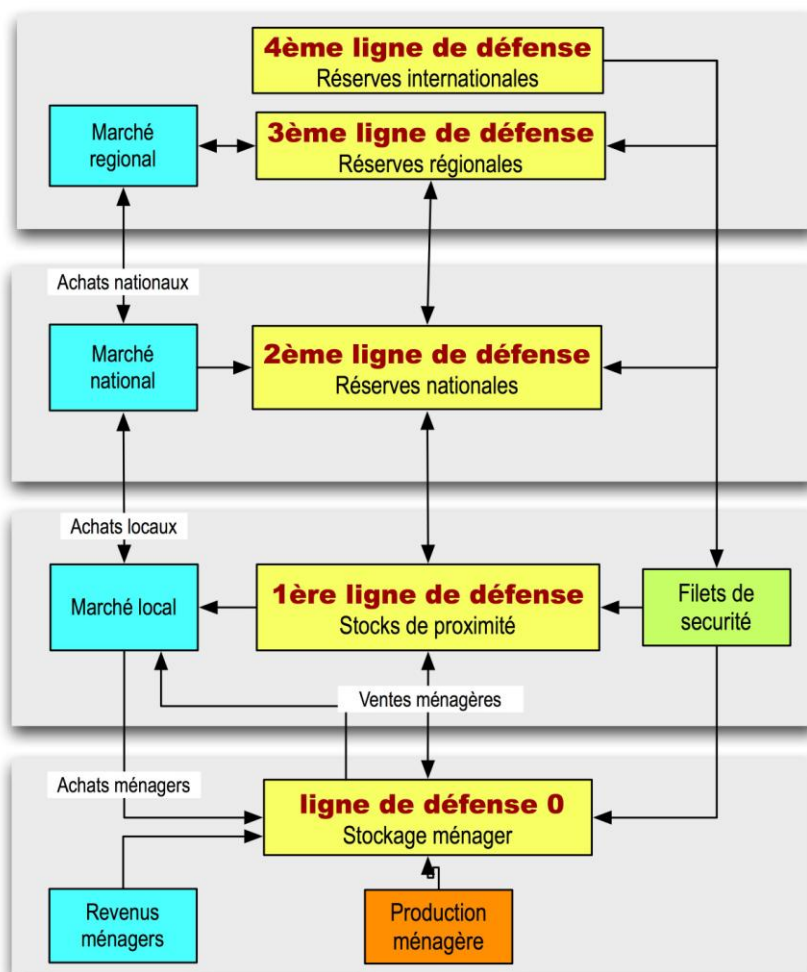 4ème ligne de défense
Réserves internationales
Marché
regional
3ème ligne de défense
Réserves régionales
Achats nationaux
Marché
national
2ème ligne de défense
Réserves nationales
Achats locaux
Marché local
1ère ligne de défense
Stocks de proximité
Filets de
securité
Ventes ménagères
Achats ménagers
ligne de défense 0
Stockage ménager
Revenus
ménagers
Production
ménagère